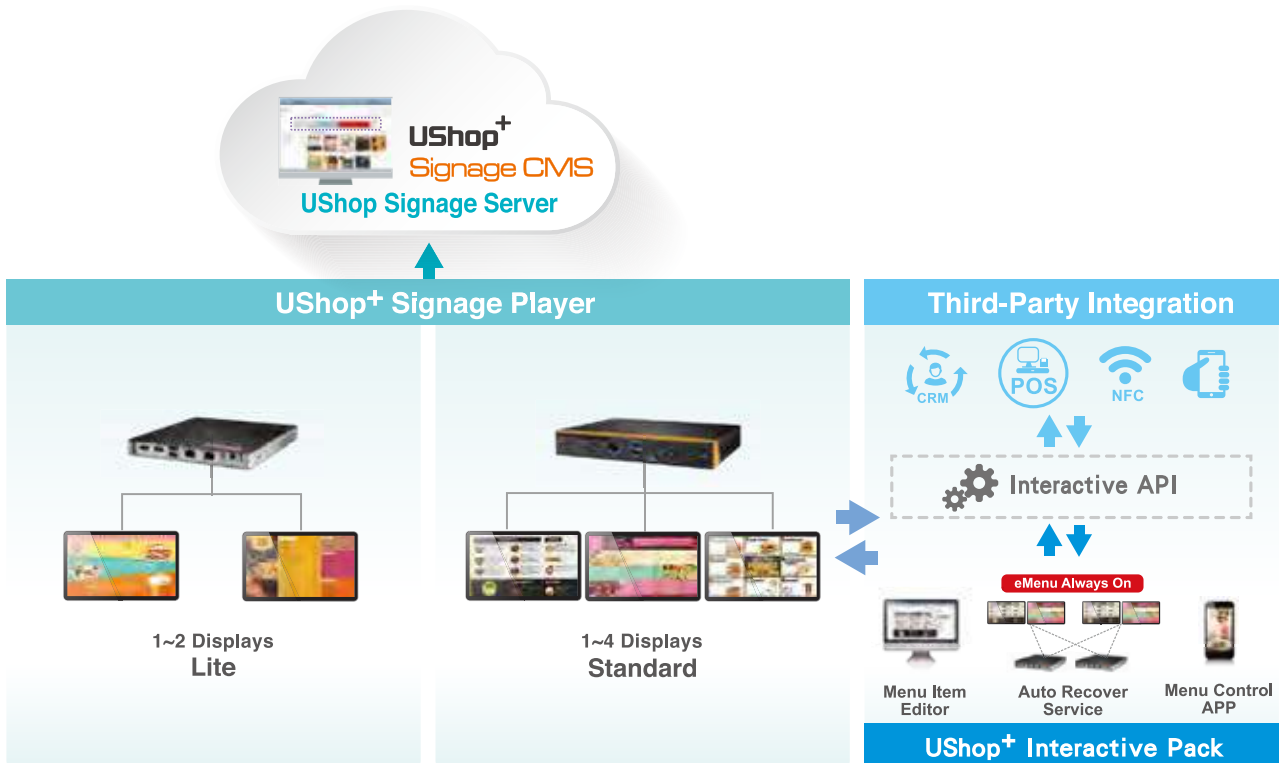 UShop+
Signage CMS
UShop Signage Server
UShop+ Signage Player
Third-Party Integration
CRM
POS
NFC
Interactive API
eMenu Always On
1~2 Displays
Lite
1~4 Displays
Standard
Menu Item
Editor
Auto Recover
Service
Menu Control
APP
UShop+ Interactive Pack